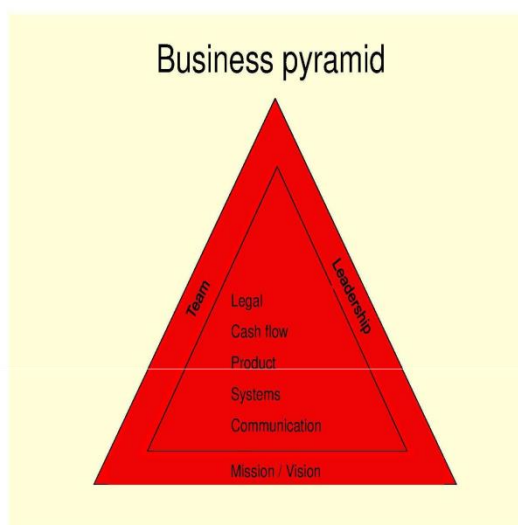 Business pyramid
Team
Leadership
Legal
Cash flow
Product
Systems
Communication
Mission / Vision